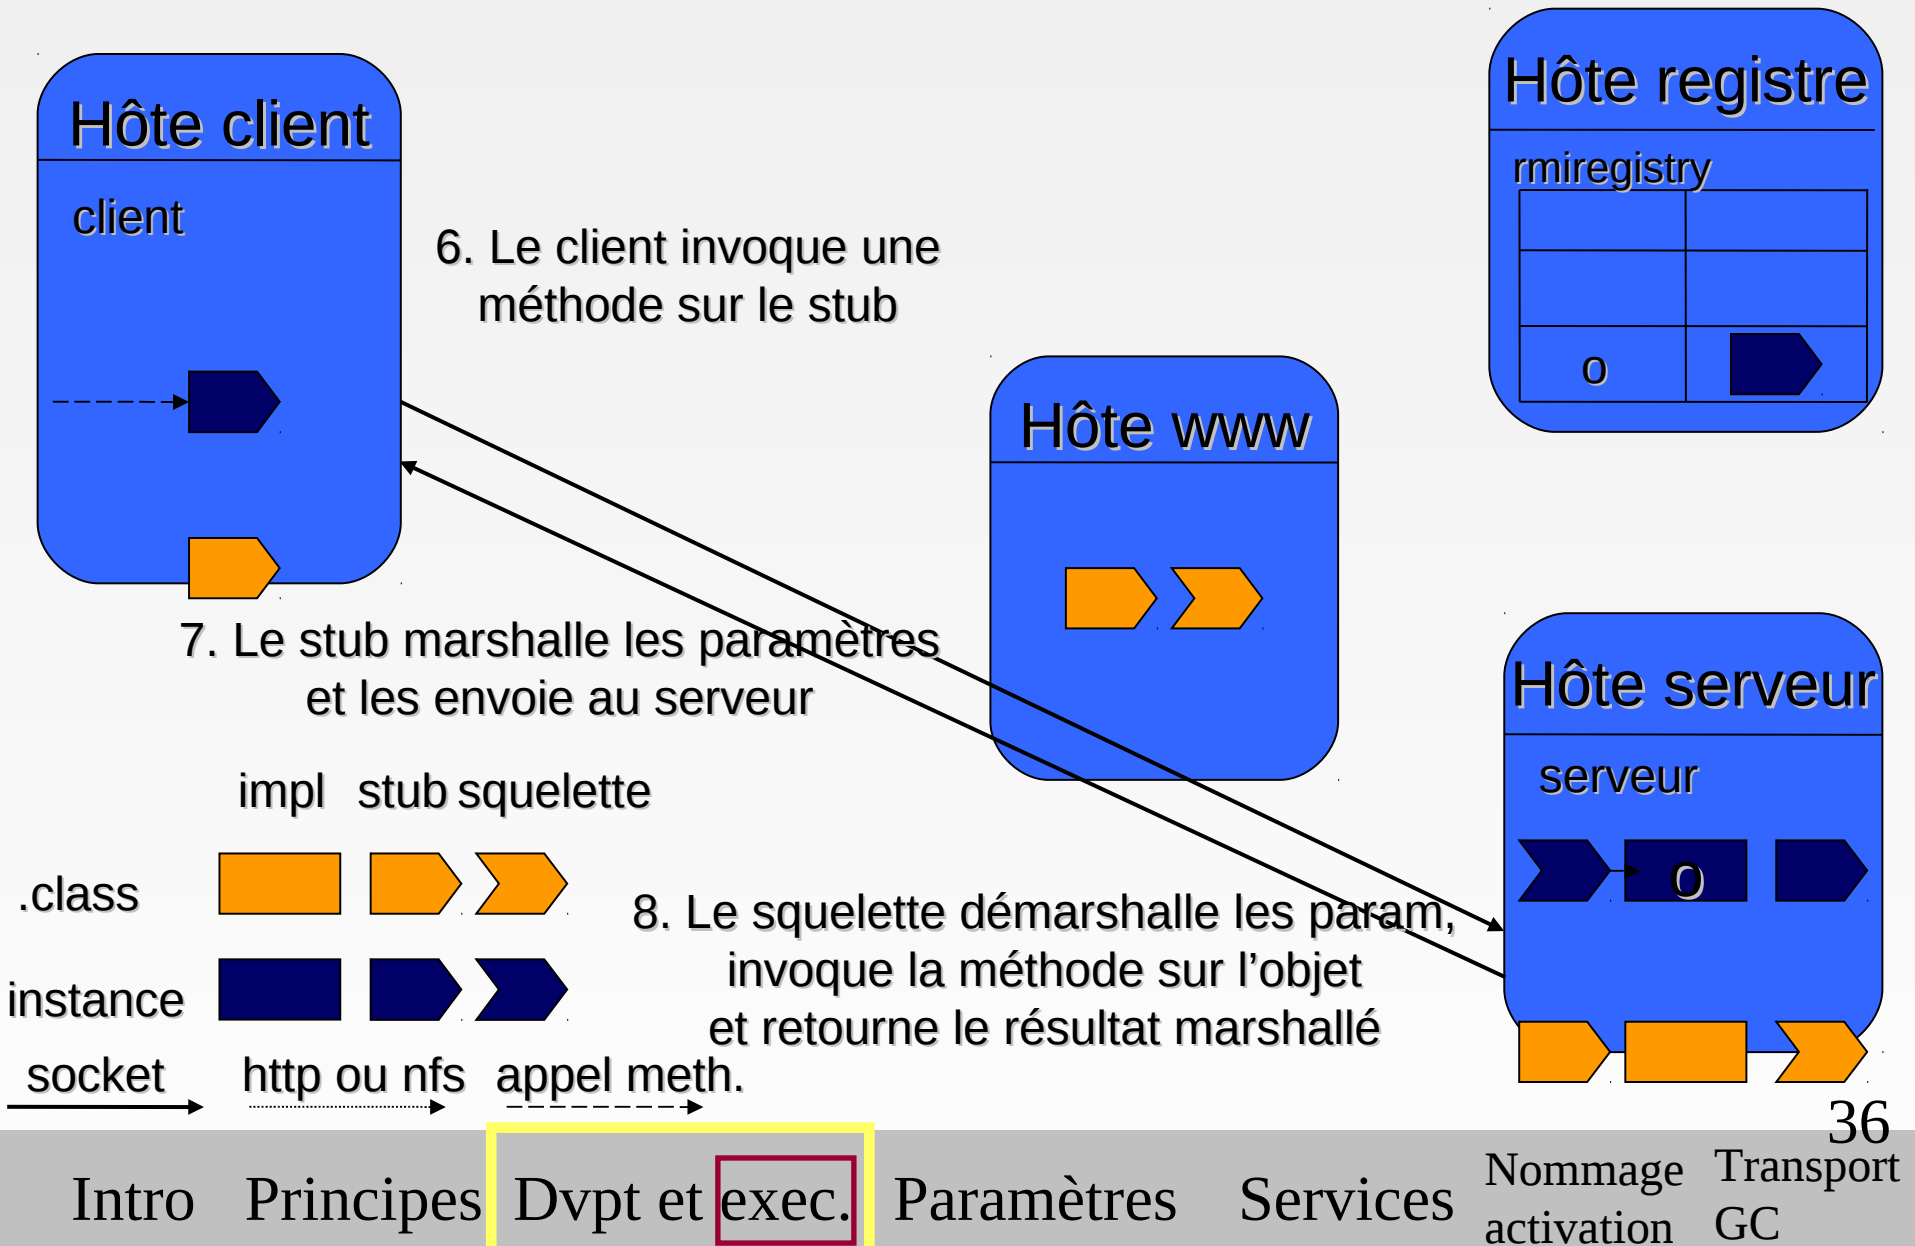 Hôte client
client
Hôte registre
rmiregistry
o
6. Le client invoque une
méthode sur le stub
Hôte www
7. Le stub marshalle les paramètres
et les envoie au serveur
Hôte serveur
serveur
o
impl stub squelette
.class
instance
8. Le squelette démarshalle les param,
invoque la méthode sur l’objet
et retourne le résultat marshallé
socket http ou nfs appel meth.
36
Intro Principes Dvpt et exec. Paramètres Services
Nommage
activation
Transport
GC